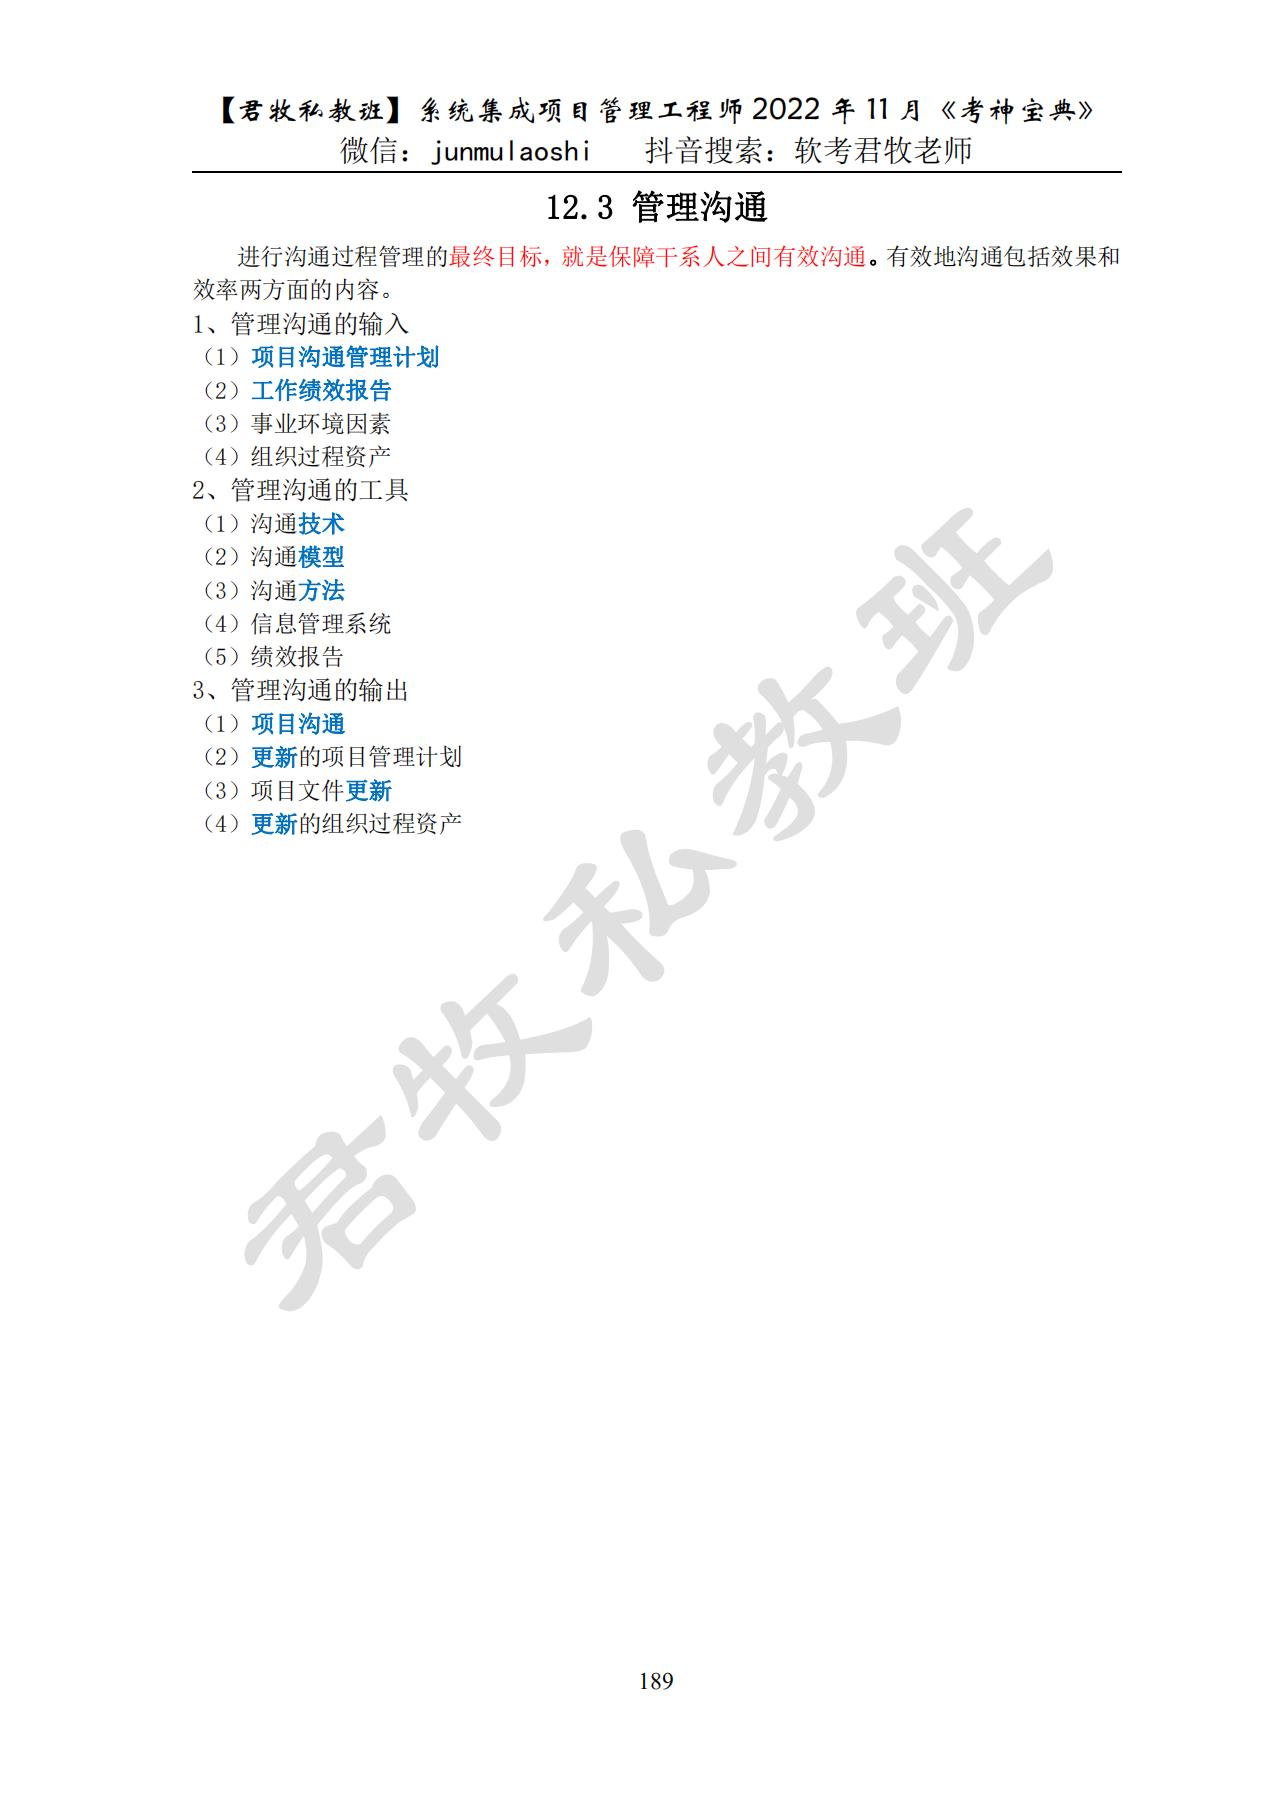 【君牧私教班】系统集成项目管理工程师2022年11月《考神宝典》
微信：junmulaoshi 抖音搜索：软考君牧老师
12.3 管理沟通
进行沟通过程管理的最终目标，就是保障干系人之间有效沟通。有效地沟通包括效果和
效率两方面的内容。
1、管理沟通的输入
（1）项目沟通管理计划
（2）工作绩效报告
（3）事业环境因素
（4）组织过程资产
2、管理沟通的工具
（1）沟通技术
（2）沟通模型
（3）沟通方法
（4）信息管理系统
（5）绩效报告
3、管理沟通的输出
（1）项目沟通
（2）更新的项目管理计划
（3）项目文件更新
（4）更新的组织过程资产
君牧私教班
189